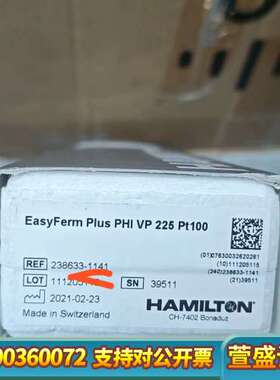 EasyFerm Plus PHI VP 225 Pt100
REF 238633-1141
(01)07630032620261
(10)111205115
(240)238633-1141
(21)39511
LOT
SN 39511
2021-02-23
HAMILTON
Made in Switzerland
CH-7402 Bonaduz
00360072 支持对公开票 萱盛